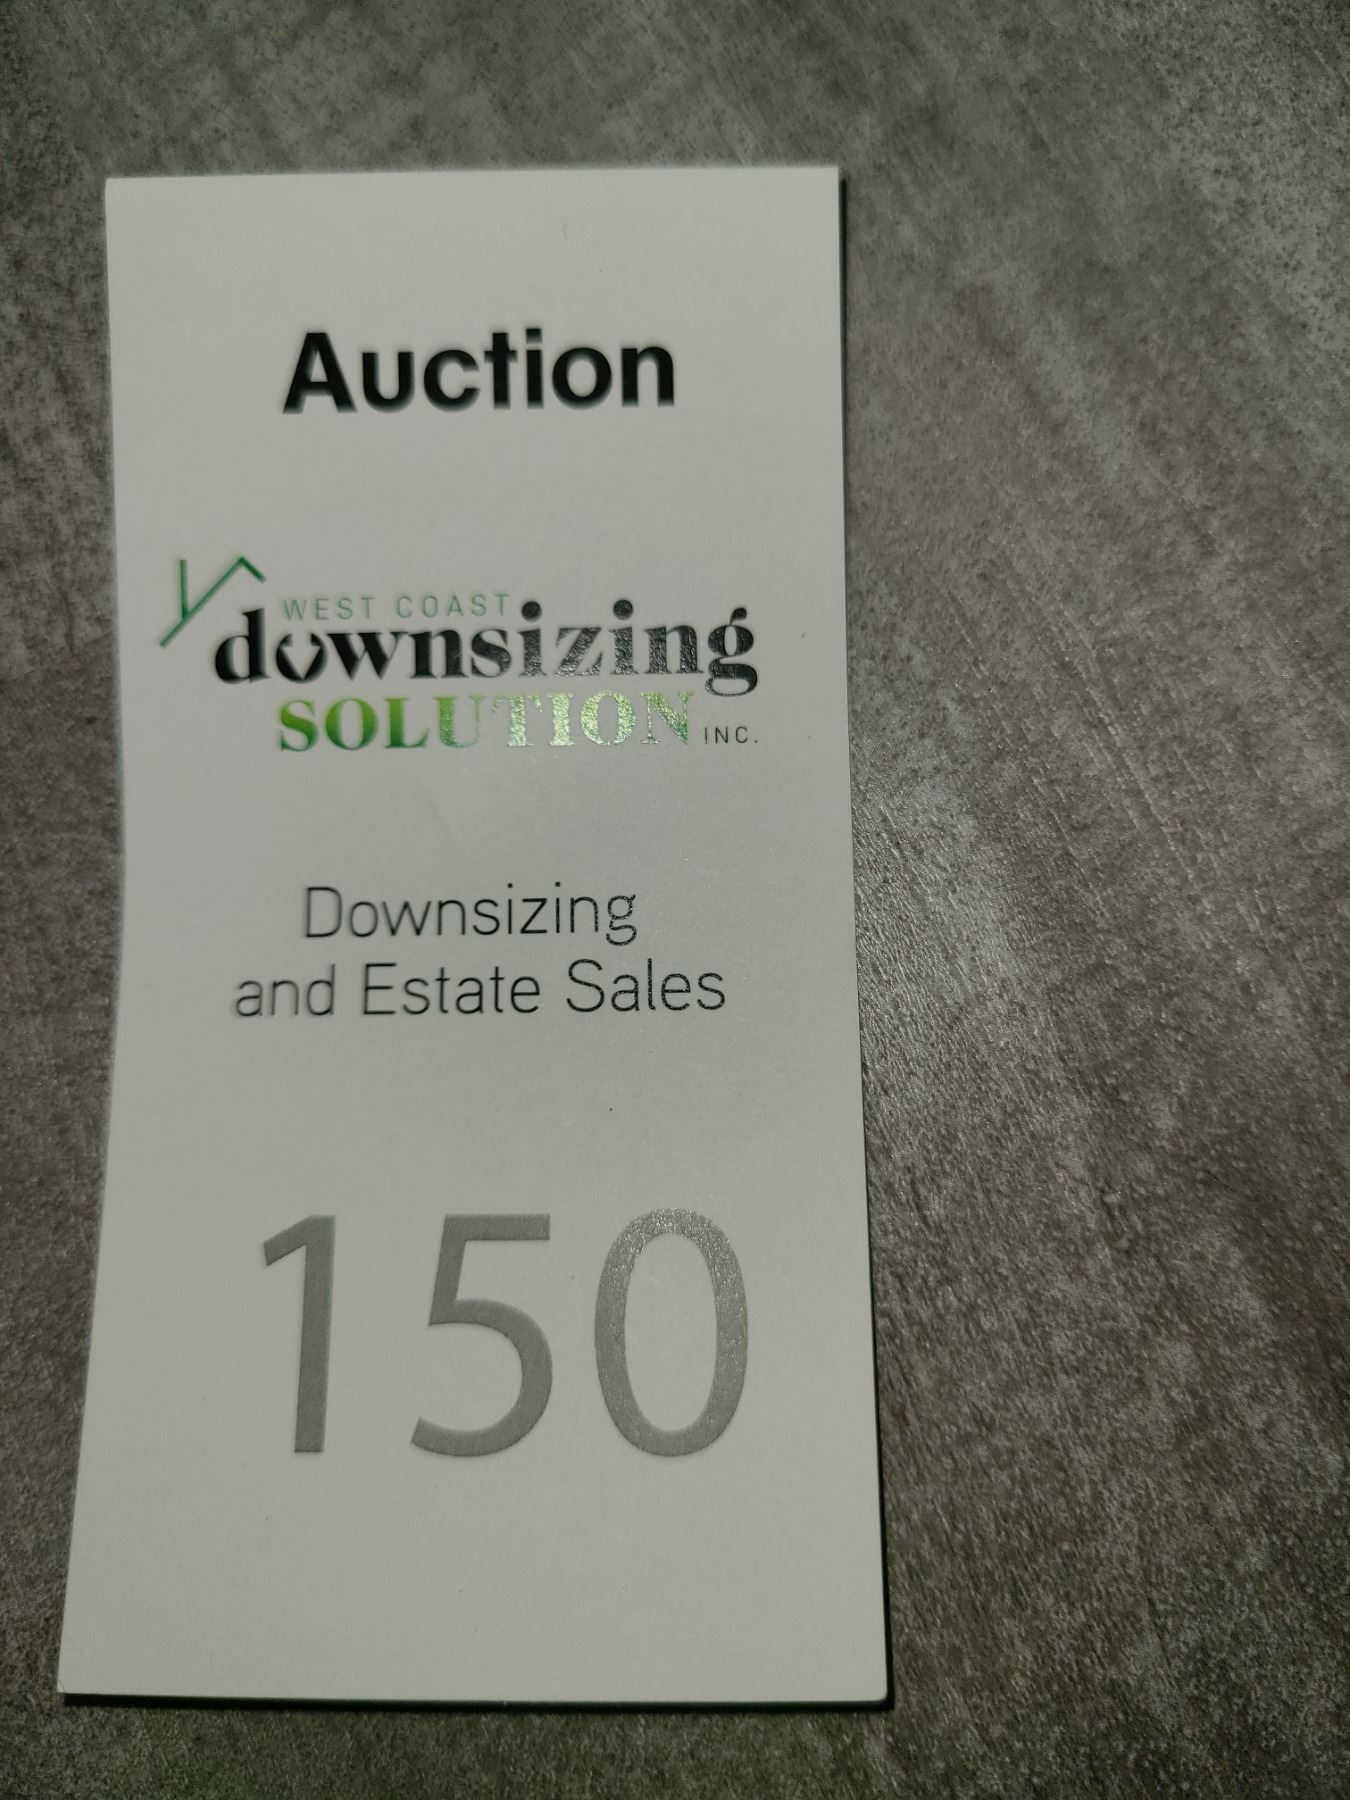 Auction
WEST COAST
downsizing
SOLUTION INC.
Downsizing
and Estate Sales
150